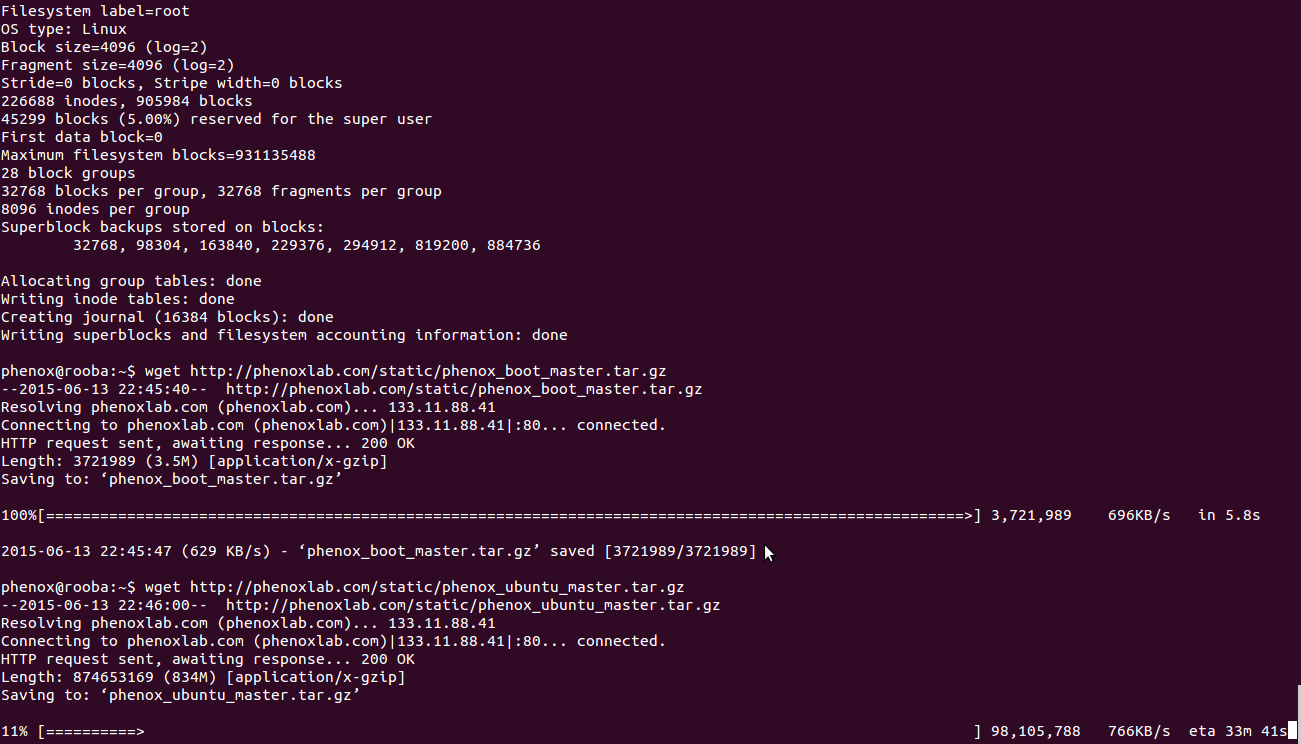 Filesystem label=root
OS type: Linux
Block size=4096 (log=2)
Fragment size=4096 (log=2)
Stride=0 blocks, Stripe width=0 blocks
226688 inodes, 905984 blocks
45299 blocks (5.00%) reserved for the super user
First data block=0
Maximum filesystem blocks=931135488
28 block groups
32768 blocks per group, 32768 fragments per group
8096 inodes per group
Superblock backups stored on blocks:
        32768, 98304, 163840, 229376, 294912, 819200, 884736

Allocating group tables: done
Writing inode tables: done
Creating journal (16384 blocks): done
Writing superblocks and filesystem accounting information: done

phenox@rooba:~$ wget http://phenoxlab.com/static/phenox_boot_master.tar.gz
--2015-06-13 22:45:40--  http://phenoxlab.com/static/phenox_boot_master.tar.gz
Resolving phenoxlab.com (phenoxlab.com)... 133.11.88.41
Connecting to phenoxlab.com (phenoxlab.com)|133.11.88.41|:80... connected.
HTTP request sent, awaiting response... 200 OK
Length: 3721989 (3.5M) [application/x-gzip]
Saving to: ‘phenox_boot_master.tar.gz’

100%[======================================================================================================>] 3,721,989    696KB/s   in 5.8s

2015-06-13 22:45:47 (629 KB/s) - ‘phenox_boot_master.tar.gz’ saved [3721989/3721989]

phenox@rooba:~$ wget http://phenoxlab.com/static/phenox_ubuntu_master.tar.gz
--2015-06-13 22:46:00--  http://phenoxlab.com/static/phenox_ubuntu_master.tar.gz
Resolving phenoxlab.com (phenoxlab.com)... 133.11.88.41
Connecting to phenoxlab.com (phenoxlab.com)|133.11.88.41|:80... connected.
HTTP request sent, awaiting response... 200 OK
Length: 874653169 (834M) [application/x-gzip]
Saving to: ‘phenox_ubuntu_master.tar.gz’

11% [==========>                                                                                            ] 98,105,788   766KB/s  eta 33m 41s